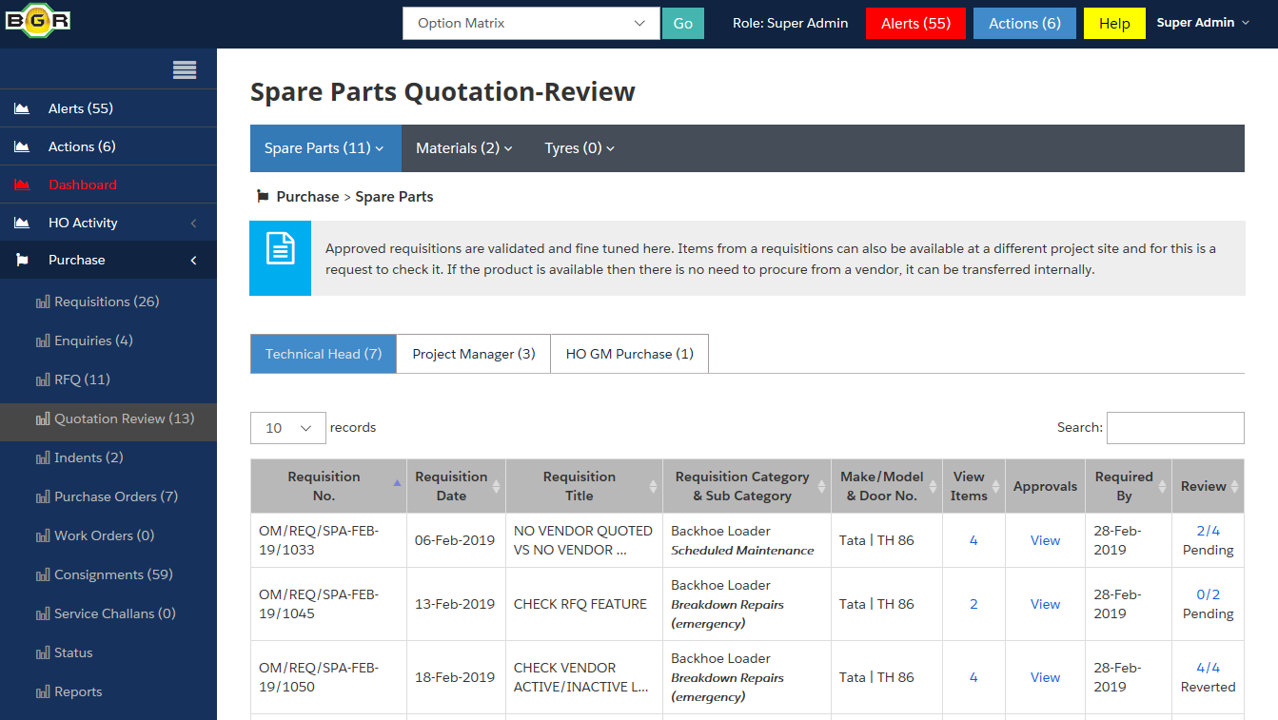 BGR
Option Matrix
Go
Role: Super Admin
Alerts (55)
Actions (6)
Help
Super Admin
Alerts (55)
Actions (6)
Dashboard
HO Activity
Purchase
Requisitions (26)
Enquiries (4)
RFQ (11)
Quotation Review (13)
Indents (2)
Purchase Orders (7)
Work Orders (0)
Consignments (59)
Service Challans (0)
Status
Reports
Spare Parts Quotation-Review
Spare Parts (11)
Materials (2)
Tyres (0)
Purchase > Spare Parts
Approved requisitions are validated and fine tuned here. Items from a requisitions can also be available at a different project site and for this is a
request to check it. If the product is available then there is no need to procure from a vendor, it can be transferred internally.
Technical Head (7)
Project Manager (3)
HO GM Purchase (1)
10 records
Search:
Requisition
No.
Requisition
Date
Requisition
Title
Requisition Category
& Sub Category
Make/Model
& Door No.
View
Items
Approvals
Required
By
Review
OM/REQ/SPA-FEB-
19/1033
06-Feb-2019
NO VENDOR QUOTED
VS NO VENDOR ...
Backhoe Loader
Scheduled Maintenance
Tata | TH 86
4
View
28-Feb-
2019
2/4
Pending
OM/REQ/SPA-FEB-
19/1045
13-Feb-2019
CHECK RFQ FEATURE
Backhoe Loader
Breakdown Repairs
(emergency)
Tata | TH 86
2
View
28-Feb-
2019
0/2
Pending
OM/REQ/SPA-FEB-
19/1050
18-Feb-2019
CHECK VENDOR
ACTIVE/INACTIVE L...
Backhoe Loader
Breakdown Repairs
(emergency)
Tata | TH 86
4
View
28-Feb-
2019
4/4
Reverted